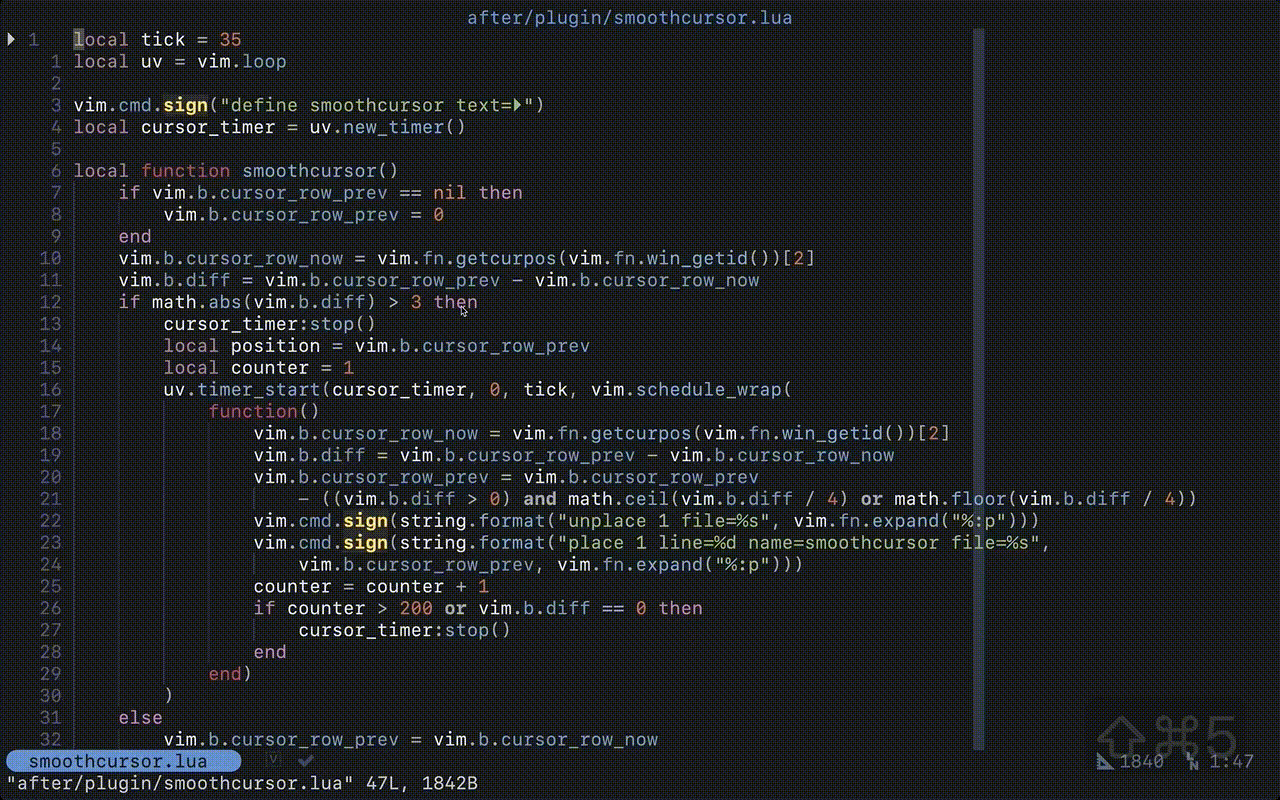 after/plugin/smoothcursor.lua
1 local tick = 35
1 local uv = vim.loop
2
3 vim.cmd.sign("define smoothcursor text=")
4 local cursor_timer = uv.new_timer()
5
6 local function smoothcursor()
7     if vim.b.cursor_row_prev == nil then
8         vim.b.cursor_row_prev = 0
9     end
10     vim.b.cursor_row_now = vim.fn.getcurpos(vim.fn.win_getid())[2]
11     vim.b.diff = vim.b.cursor_row_prev - vim.b.cursor_row_now
12     if math.abs(vim.b.diff) > 3 then
13         cursor_timer:stop()
14         local position = vim.b.cursor_row_prev
15         local counter = 1
16         uv.timer_start(cursor_timer, 0, tick, vim.schedule_wrap(
17             function()
18                 vim.b.cursor_row_now = vim.fn.getcurpos(vim.fn.win_getid())[2]
19                 vim.b.diff = vim.b.cursor_row_prev - vim.b.cursor_row_now
20                 vim.b.cursor_row_prev = vim.b.cursor_row_prev
21                     - ((vim.b.diff > 0) and math.ceil(vim.b.diff / 4) or math.floor(vim.b.diff / 4))
22                 vim.cmd.sign(string.format("unplace 1 file=%s", vim.fn.expand("%:p")))
23                 vim.cmd.sign(string.format("place 1 line=%d name=smoothcursor file=%s",
24                     vim.b.cursor_row_prev, vim.fn.expand("%:p")))
25                 counter = counter + 1
26                 if counter > 200 or vim.b.diff == 0 then
27                     cursor_timer:stop()
28                 end
29             end)
30         )
31     else
32         vim.b.cursor_row_prev = vim.b.cursor_row_now
⇧⌘5
smoothcursor.lua V 1840 LN 1:47
"after/plugin/smoothcursor.lua" 47L, 1842B